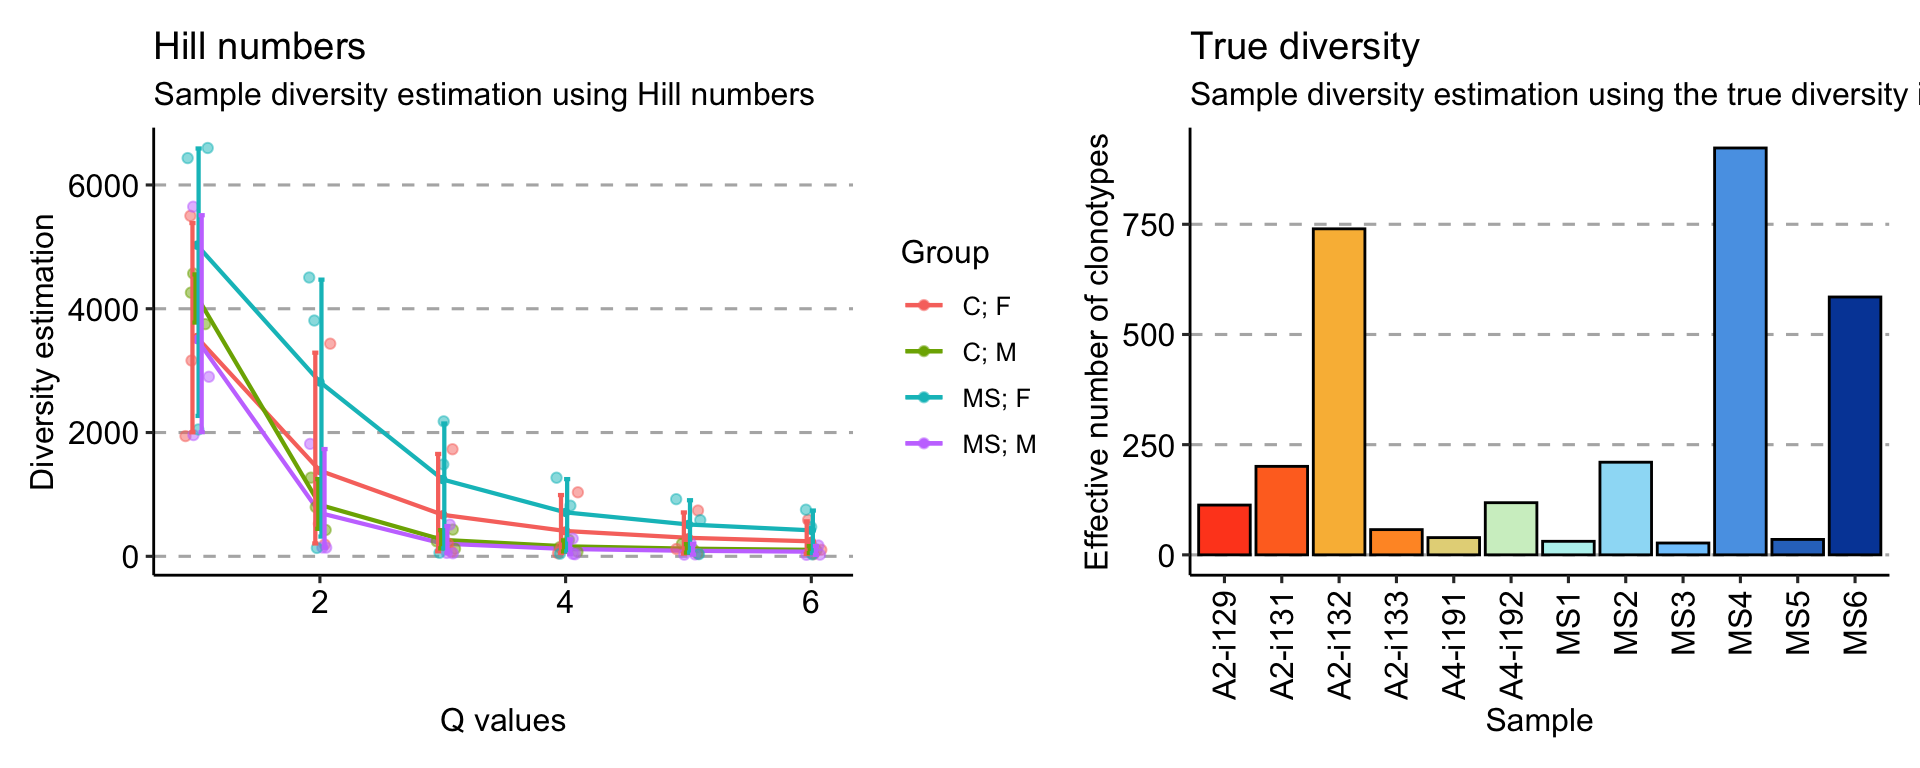 Hill numbers
Sample diversity estimation using Hill numbers
Diversity estimation
6000
4000
2000
0
2
4
6
Q values
Group
C; F
C; M
MS; F
MS; M
True diversity
Sample diversity estimation using the true diversity
Effective number of clonotypes
750
500
250
0
A2-i129
A2-i131
A2-i132
A2-i133
A4-i191
A4-i192
MS1
MS2
MS3
MS4
MS5
MS6
Sample